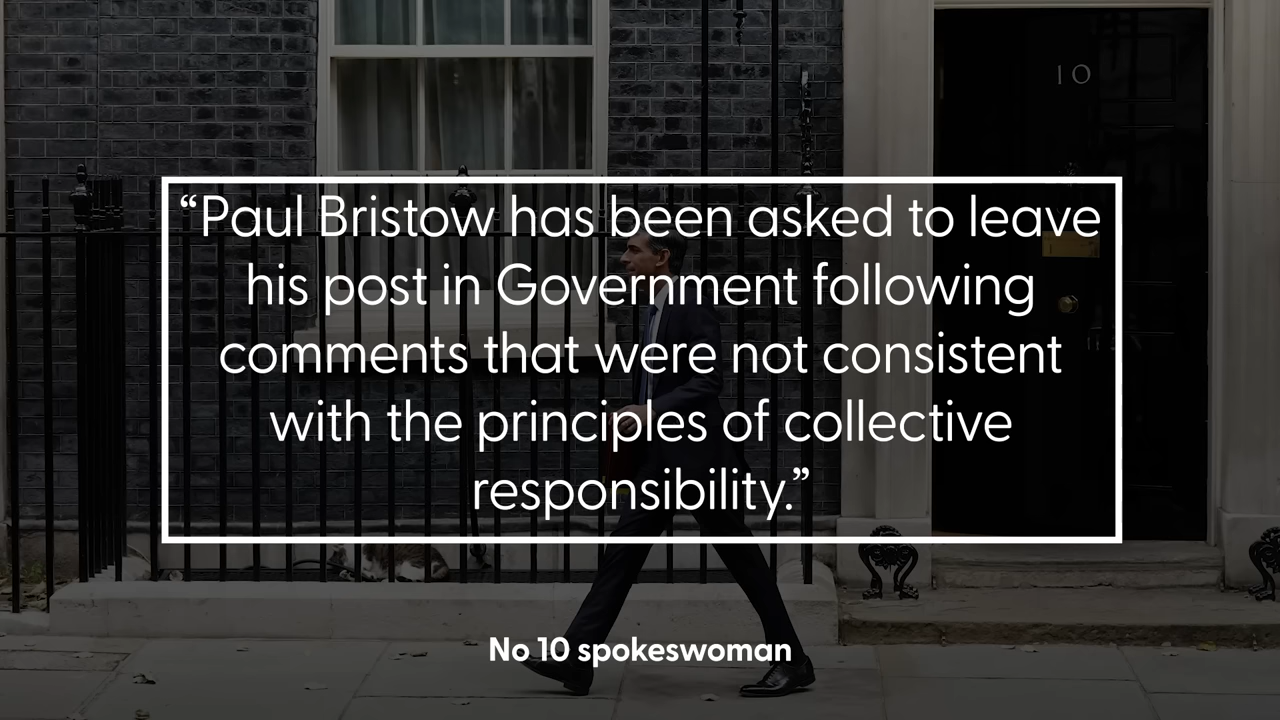 10
“Paul Bristow has been asked to leave
his post in Government following
comments that were not consistent
with the principles of collective
responsibility.”
No 10 spokeswoman